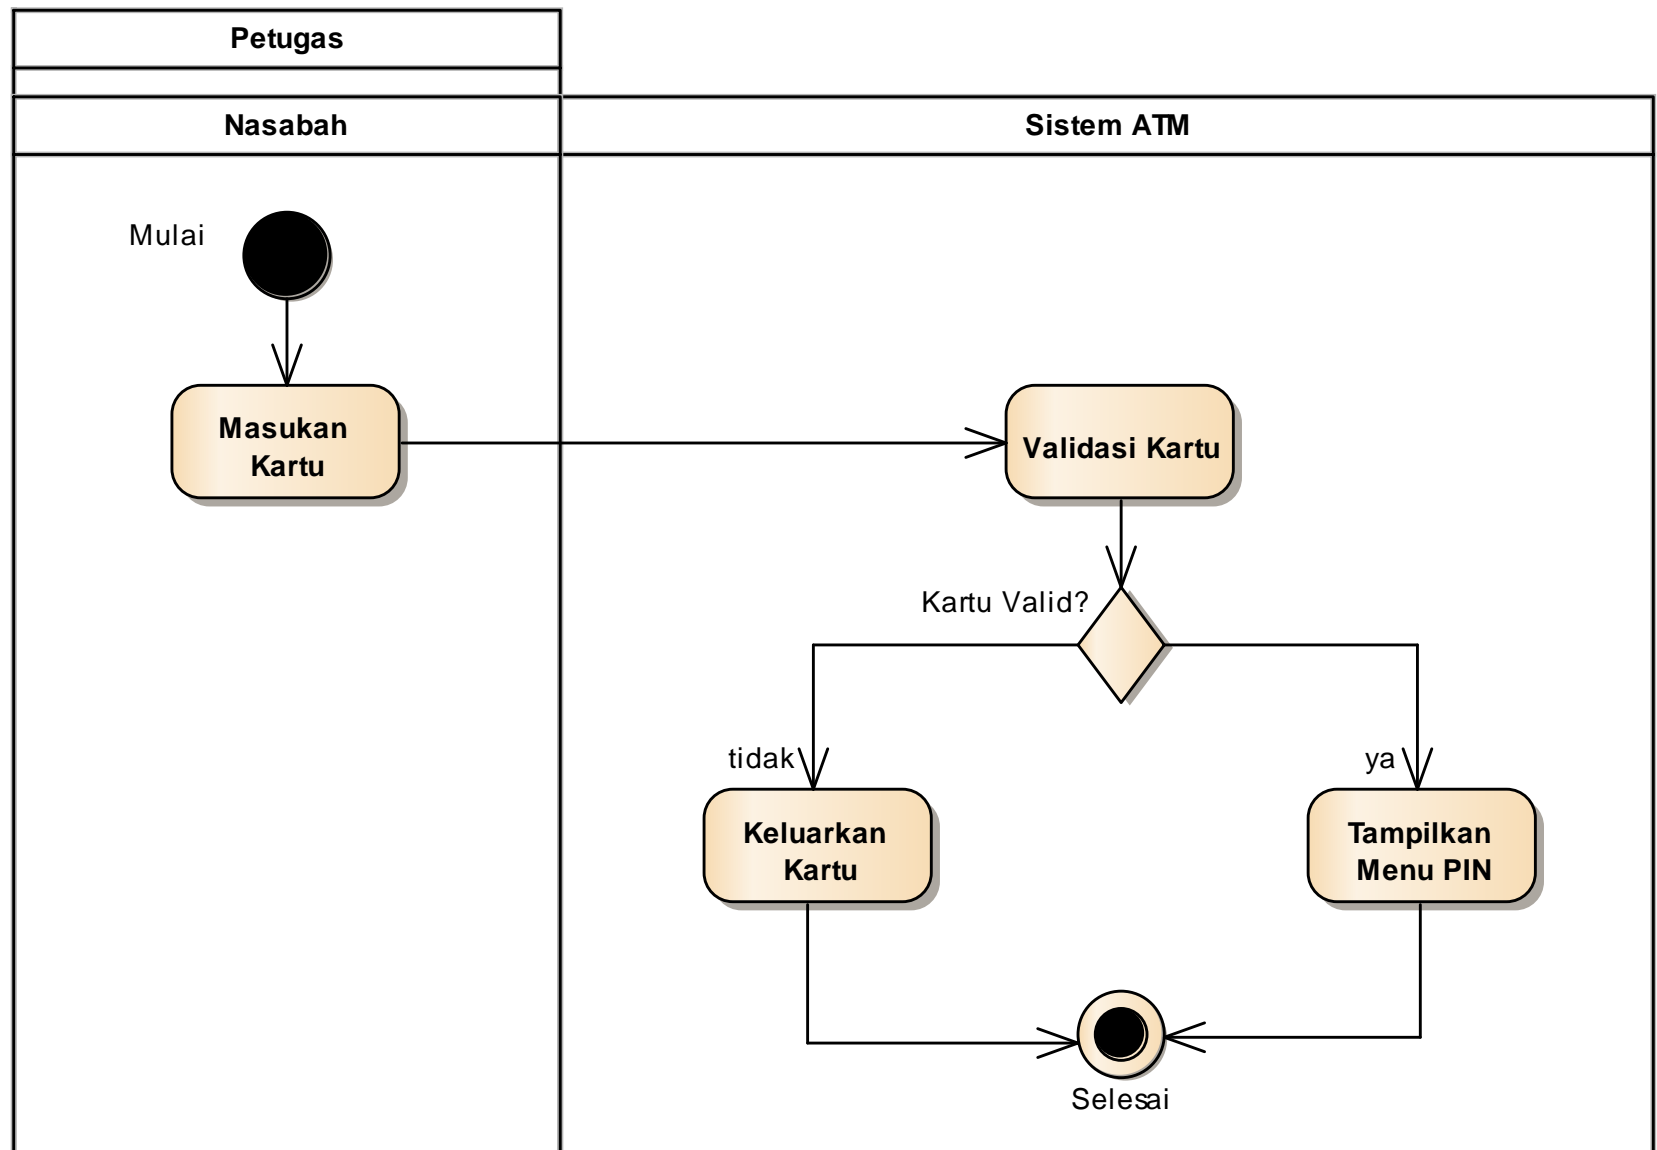 Petugas
Nasabah
Sistem ATM
Mulai
Masukan
Kartu
Validasi Kartu
Kartu Valid?
tidak
ya
Keluarkan
Kartu
Tampilkan
Menu PIN
Selesai